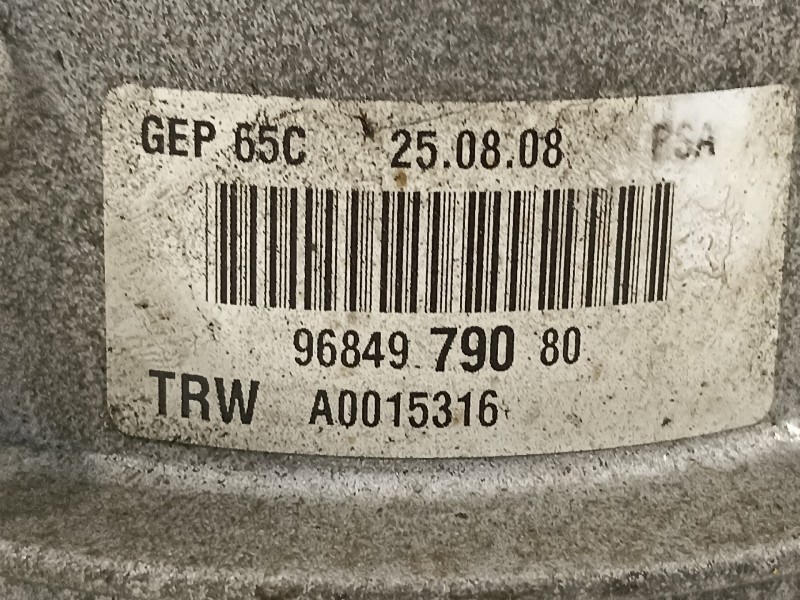 GEP 65C 25.08.08 PSA
96849 790 80
TRW A0015316